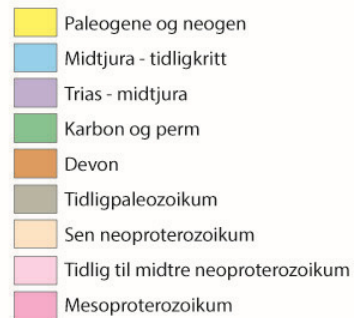 Paleogene og neogen
Midtjura - tidligkritt
Trias - midtjura
Karbon og perm
Devon
Tidligpaleozoikum
Sen neoproterozoikum
Tidlig til midtre neoproterozoikum
Mesoproterozoikum